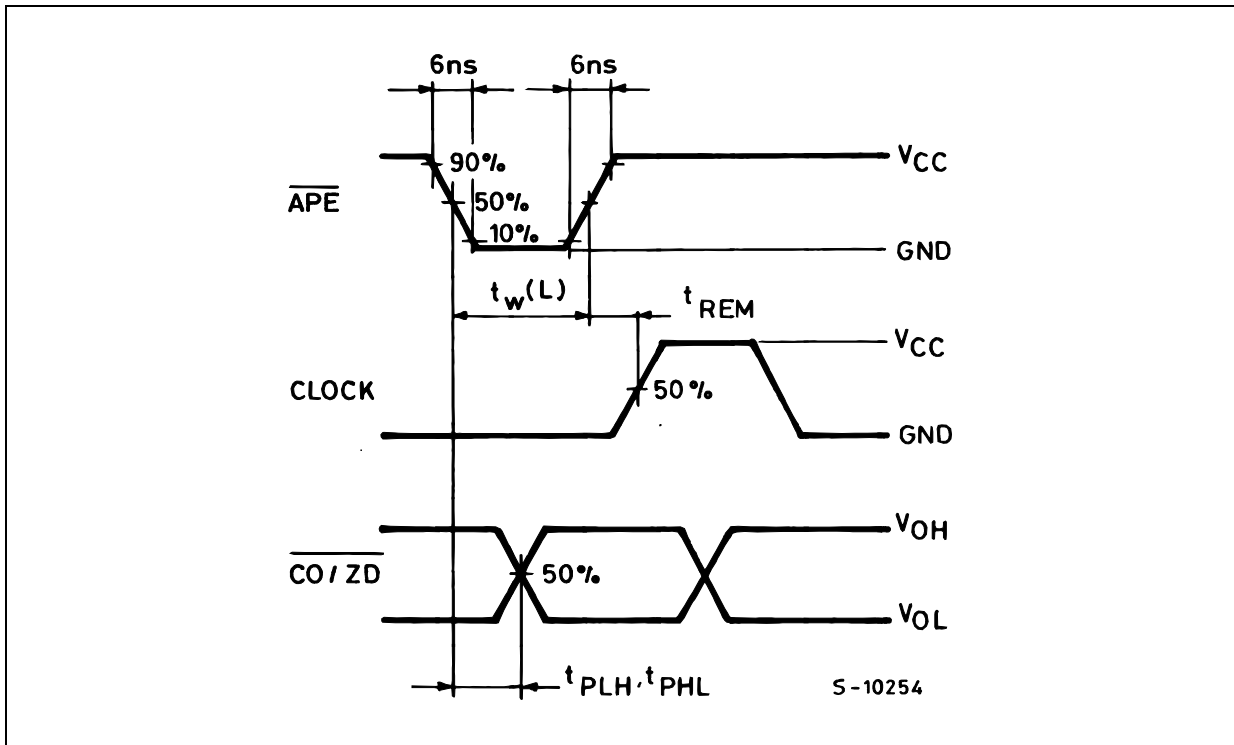 6ns 6ns
90%
50%
10%
APE
VCC
GND
tw(L)
tREM
VCC
CLOCK
50%
GND
VOH
CO/ZD
50%
VOL
tPLH,tPHL
S-10254